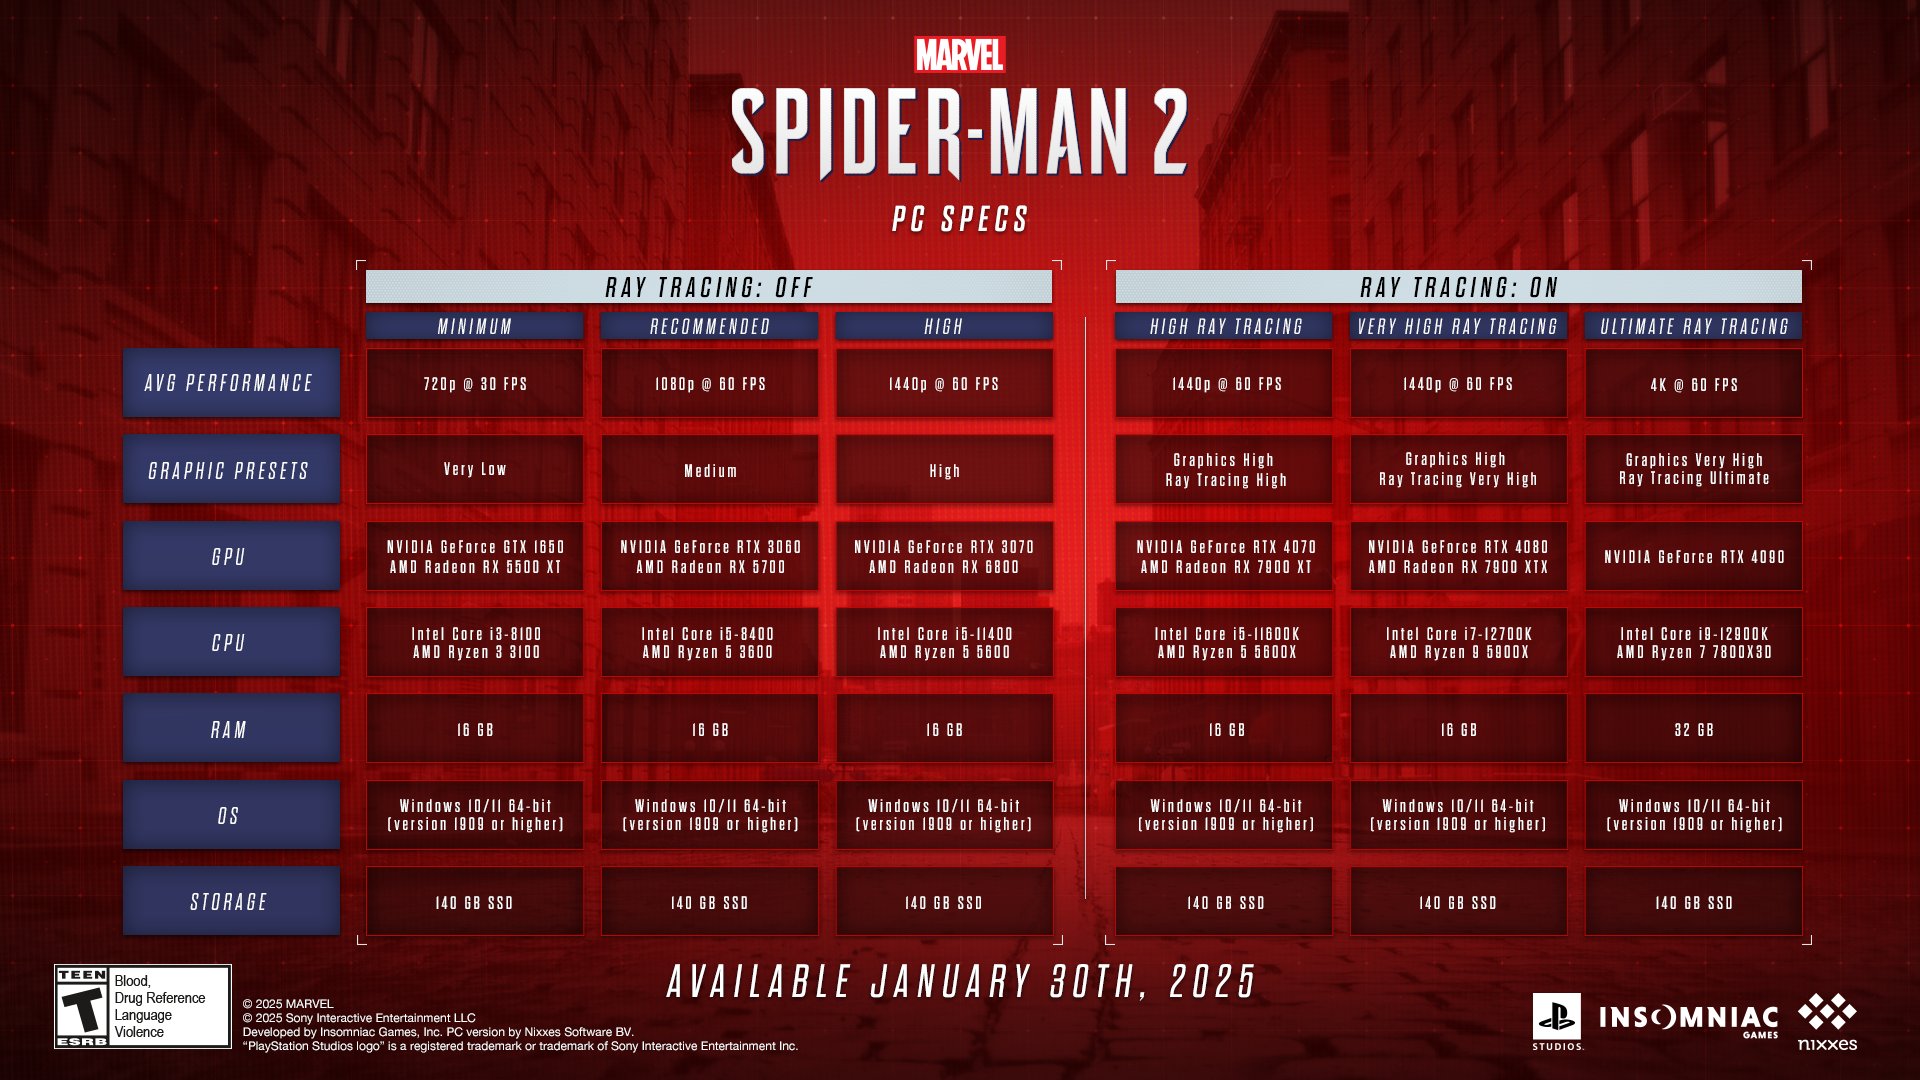 MARVEL
SPIDER-MAN 2
PC SPECS
RAY TRACING: OFF
RAY TRACING: ON
MINIMUM RECOMMENDED HIGH HIGH RAY TRACING VERY HIGH RAY TRACING ULTIMATE RAY TRACING
AVG PERFORMANCE 720p @ 30 FPS 1080p @ 60 FPS 1440p @ 60 FPS 1440p @ 60 FPS 1440p @ 60 FPS 4K @ 60 FPS
GRAPHIC PRESETS Very Low Medium High
Graphics High Graphics High Graphics Very High
Ray Tracing High Ray Tracing Very High Ray Tracing Ultimate
GPU
NVIDIA GeForce GTX 1650 NVIDIA GeForce RTX 3060 NVIDIA GeForce RTX 3070 NVIDIA GeForce RTX 4070 NVIDIA GeForce RTX 4080 NVIDIA GeForce RTX 4090
AMD Radeon RX 5500 XT AMD Radeon RX 5700 AMD Radeon RX 6800 AMD Radeon RX 7900 XT AMD Radeon RX 7900 XTX
CPU
Intel Core i3-8100 Intel Core i5-8400 Intel Core i5-11400 Intel Core i5-11600K Intel Core i7-12700K Intel Core i9-12900K
AMD Ryzen 3 3100 AMD Ryzen 5 3600 AMD Ryzen 5 5600 AMD Ryzen 5 5600X AMD Ryzen 9 5900X AMD Ryzen 7 7800X3D
RAM 16 GB 16 GB 16 GB 16 GB 16 GB 32 GB
OS
Windows 10/11 64-bit Windows 10/11 64-bit Windows 10/11 64-bit Windows 10/11 64-bit Windows 10/11 64-bit Windows 10/11 64-bit
(version 1909 or higher) (version 1909 or higher) (version 1909 or higher) (version 1909 or higher) (version 1909 or higher) (version 1909 or higher)
STORAGE 140 GB SSD 140 GB SSD 140 GB SSD 140 GB SSD 140 GB SSD 140 GB SSD
AVAILABLE JANUARY 30TH, 2025
TEEN
T
ESRB
Blood,
Drug Reference
Language
Violence
© 2025 MARVEL
© 2025 Sony Interactive Entertainment LLC
Developed by Insomniac Games, Inc. PC version by Nixxes Software BV.
“PlayStation Studios logo” is a registered trademark or trademark of Sony Interactive Entertainment Inc.
STUDIOS.
INSOMNIAC
GAMES
nixxes